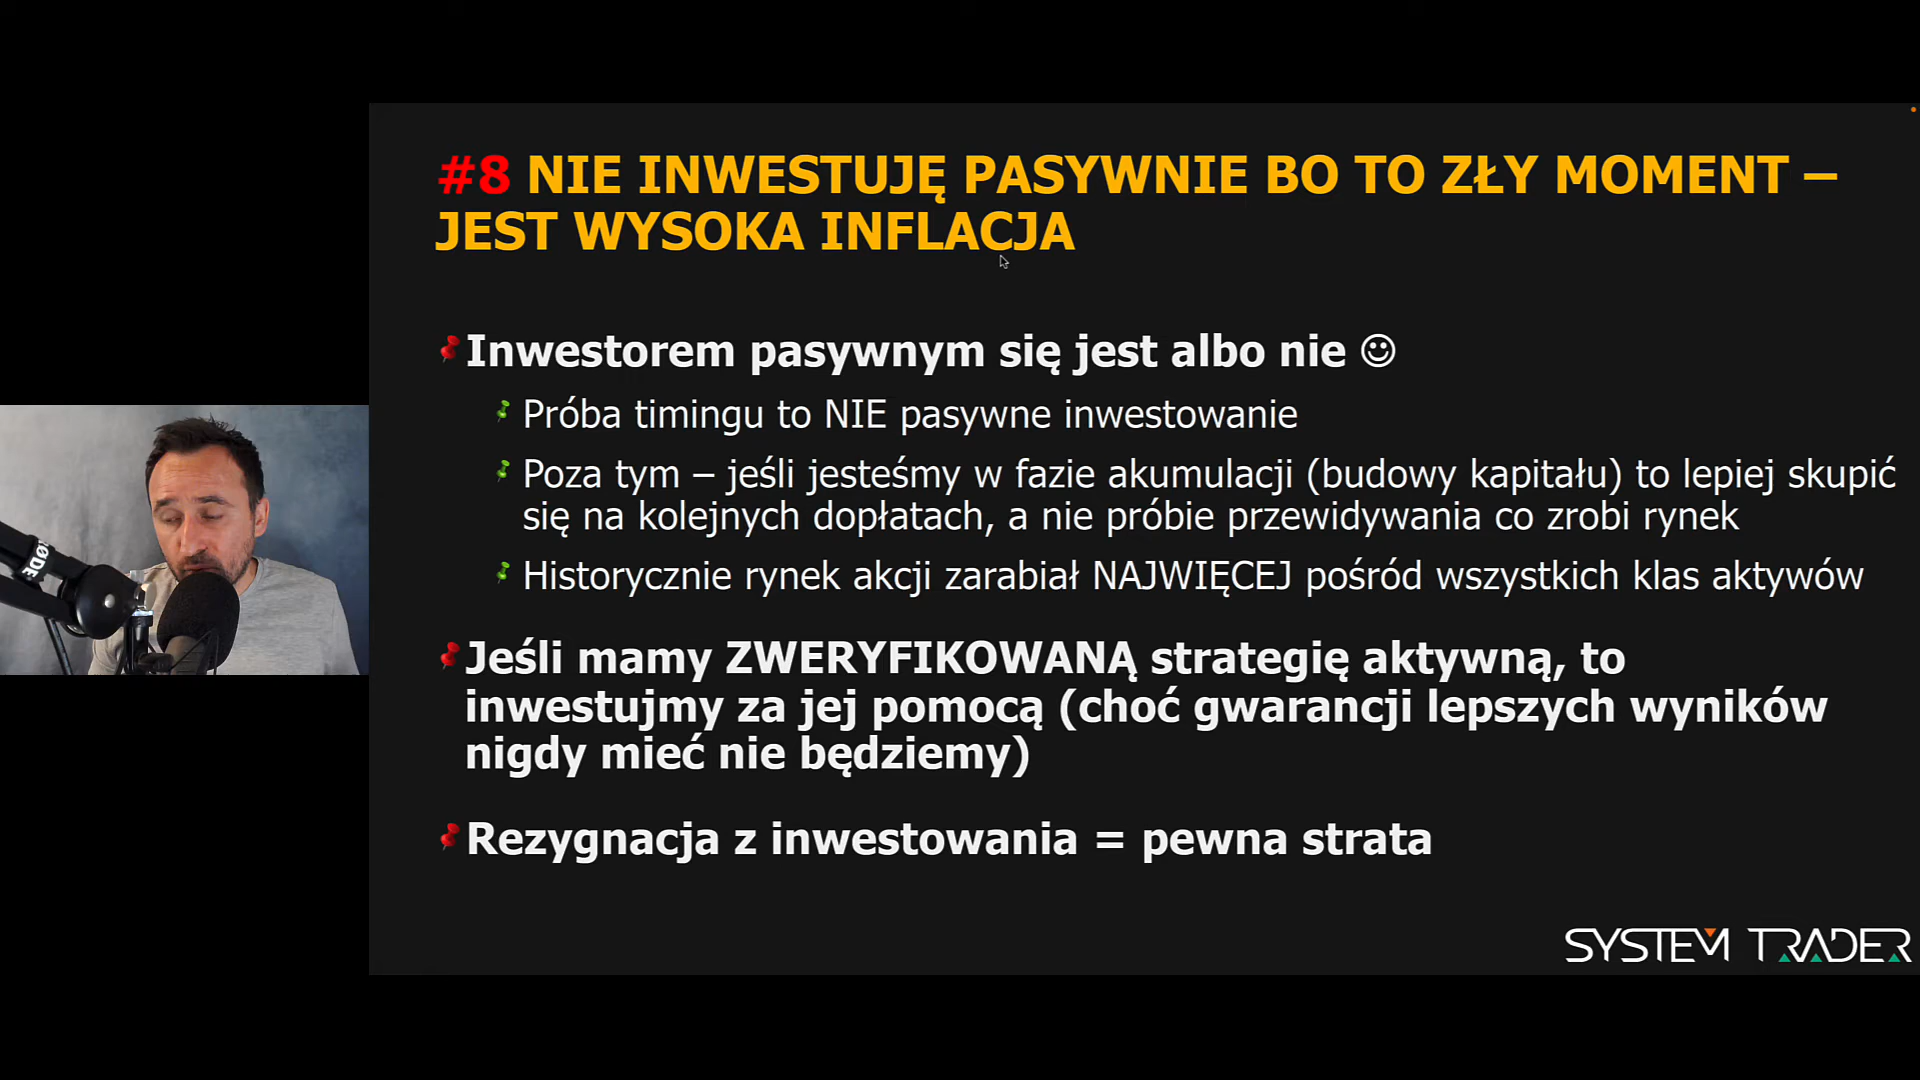 #8 NIE INWESTUJĘ PASYWNIE BO TO ZŁY MOMENT –
JEST WYSOKA INFLACJA
Inwestorem pasywnym się jest albo nie ☺
Próba timingu to NIE pasywne inwestowanie
Poza tym – jeśli jesteśmy w fazie akumulacji (budowy kapitału) to lepiej skupić
się na kolejnych dopłatach, a nie próbie przewidywania co zrobi rynek
Historycznie rynek akcji zarabiał NAJWIĘCEJ pośród wszystkich klas aktywów
Jeśli mamy ZWERYFIKOWANĄ strategię aktywną, to
inwestujmy za jej pomocą (choć gwarancji lepszych wyników
nigdy mieć nie będziemy)
Rezygnacja z inwestowania = pewna strata
RØDE
SYSTEM TRADER